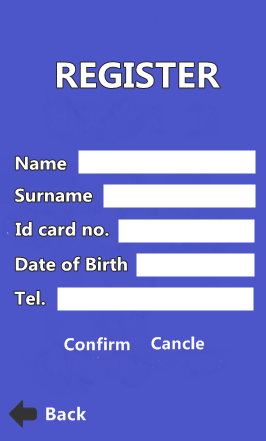 REGISTER
Name
Surname
Id card no.
Date of Birth
Tel.
Confirm Cancle
Back